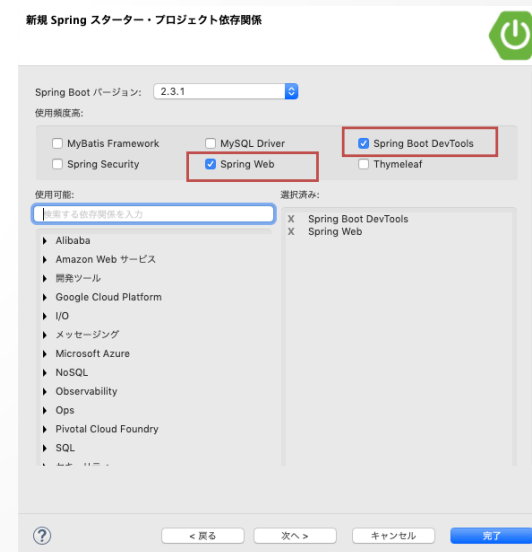 新規 Spring スターター・プロジェクト依存関係
Spring Boot バージョン: 2.3.1
使用頻度高:
MyBatis Framework MySQL Driver Spring Boot DevTools
Spring Security Spring Web Thymeleaf
使用可能: 選択済み:
検索する依存関係を入力
X Spring Boot DevTools
X Spring Web
Alibaba
Amazon Web サービス
開発ツール
Google Cloud Platform
I/O
メッセージング
Microsoft Azure
NoSQL
Observability
Ops
Pivotal Cloud Foundry
SQL
? < 戻る 次へ > キャンセル 完了